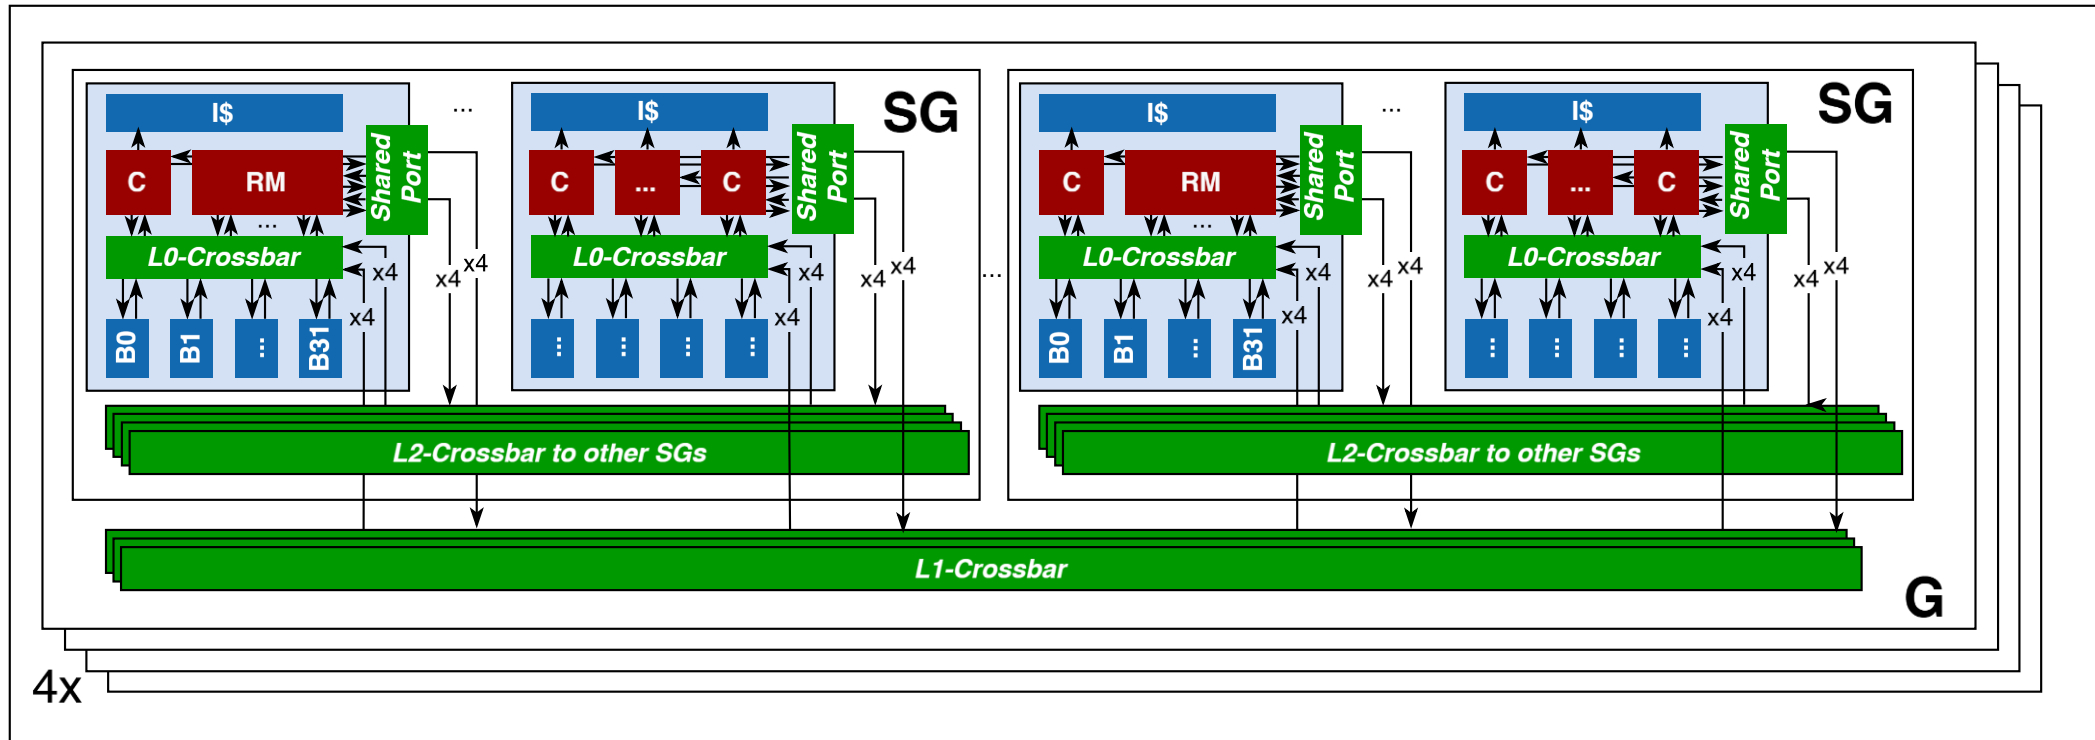 I$
...
I$
SG
I$
...
I$
SG
C
RM
Shared
Port
C
...
C
Shared
Port
C
RM
Shared
Port
C
...
C
Shared
Port
...
...
L0-Crossbar
x4
x4
x4
L0-Crossbar
x4
x4
x4
...
L0-Crossbar
x4
x4
x4
L0-Crossbar
x4
x4
x4
x4
x4
x4
x4
B0
B1
...
B31
...
...
...
...
B0
B1
...
B31
...
...
...
...
L2-Crossbar to other SGs
L2-Crossbar to other SGs
L1-Crossbar
G
4x